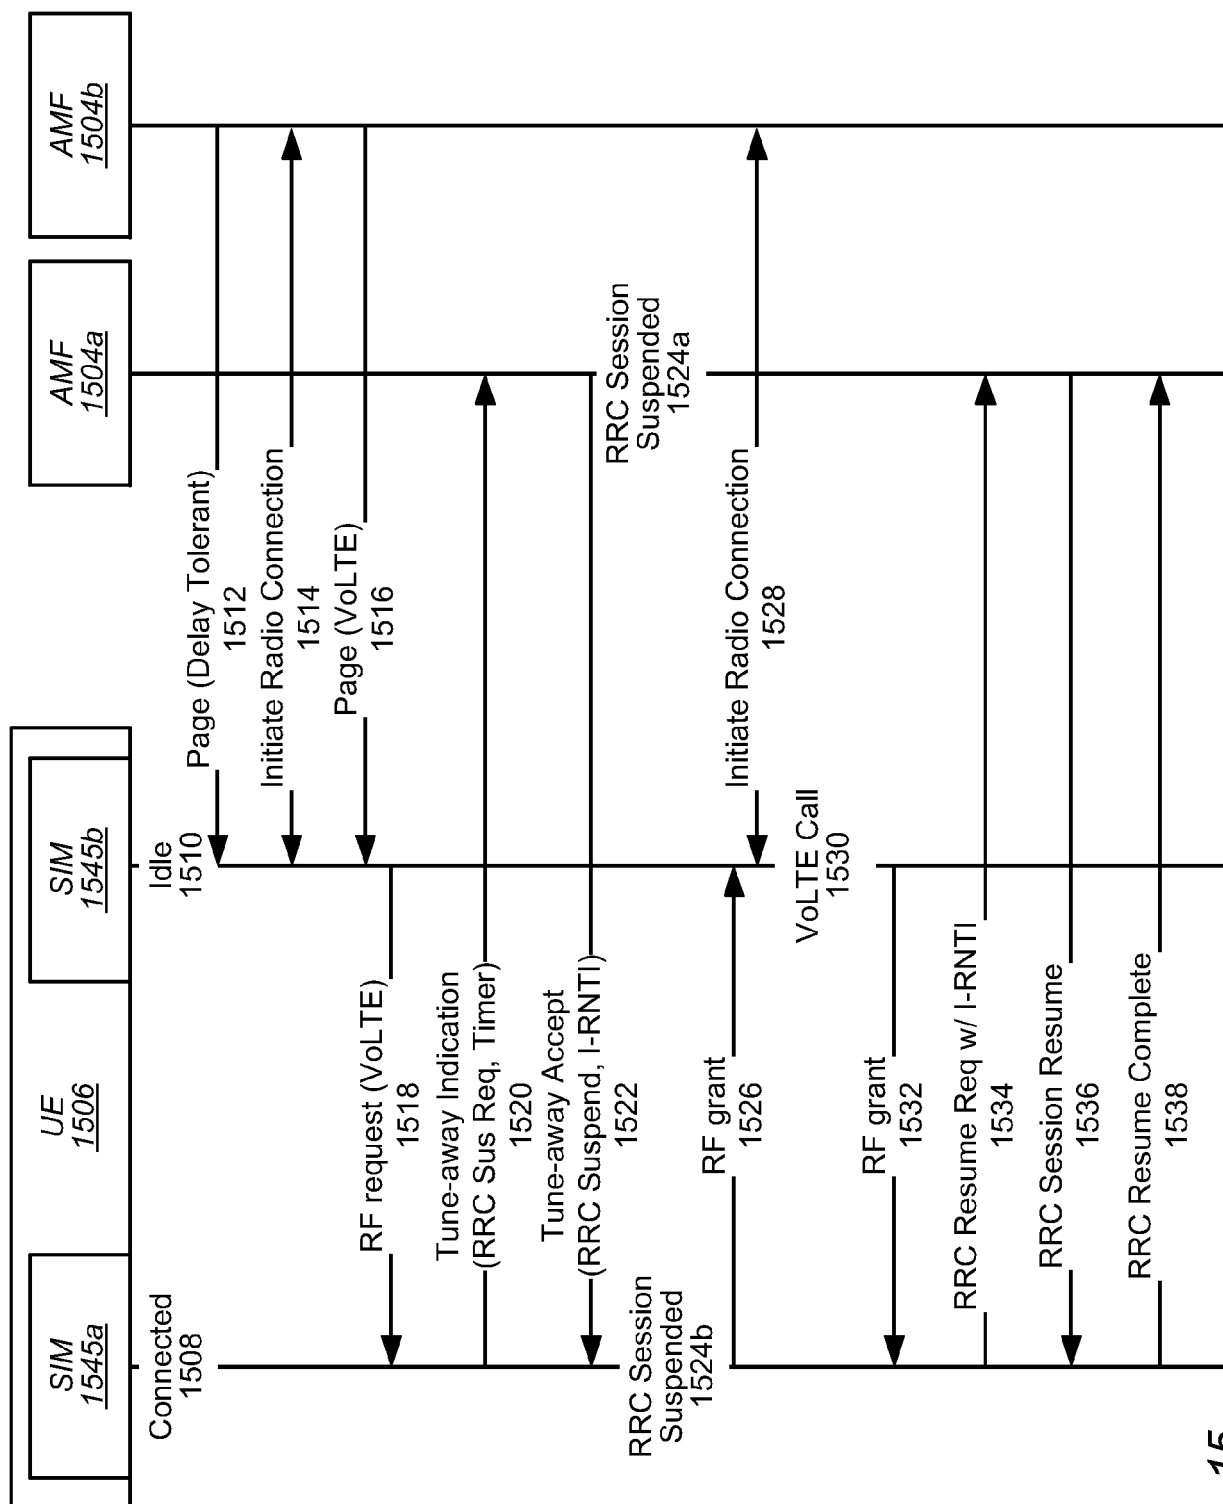 UE
1506
SIM
1545a
SIM
1545b
AMF
1504a
AMF
1504b
Connected
1508
Idle
1510
Page (Delay Tolerant)
1512
Initiate Radio Connection
1514
Page (VoLTE)
1516
RF request (VoLTE)
1518
Tune-away Indication
(RRC Sus Req, Timer)
1520
Tune-away Accept
(RRC Suspend, I-RNTI)
1522
RRC Session
Suspended
1524a
RRC Session
Suspended
1524b
RF grant
1526
Initiate Radio Connection
1528
VoLTE Call
1530
RF grant
1532
RRC Resume Req w/ I-RNTI
1534
RRC Session Resume
1536
RRC Resume Complete
1538
15